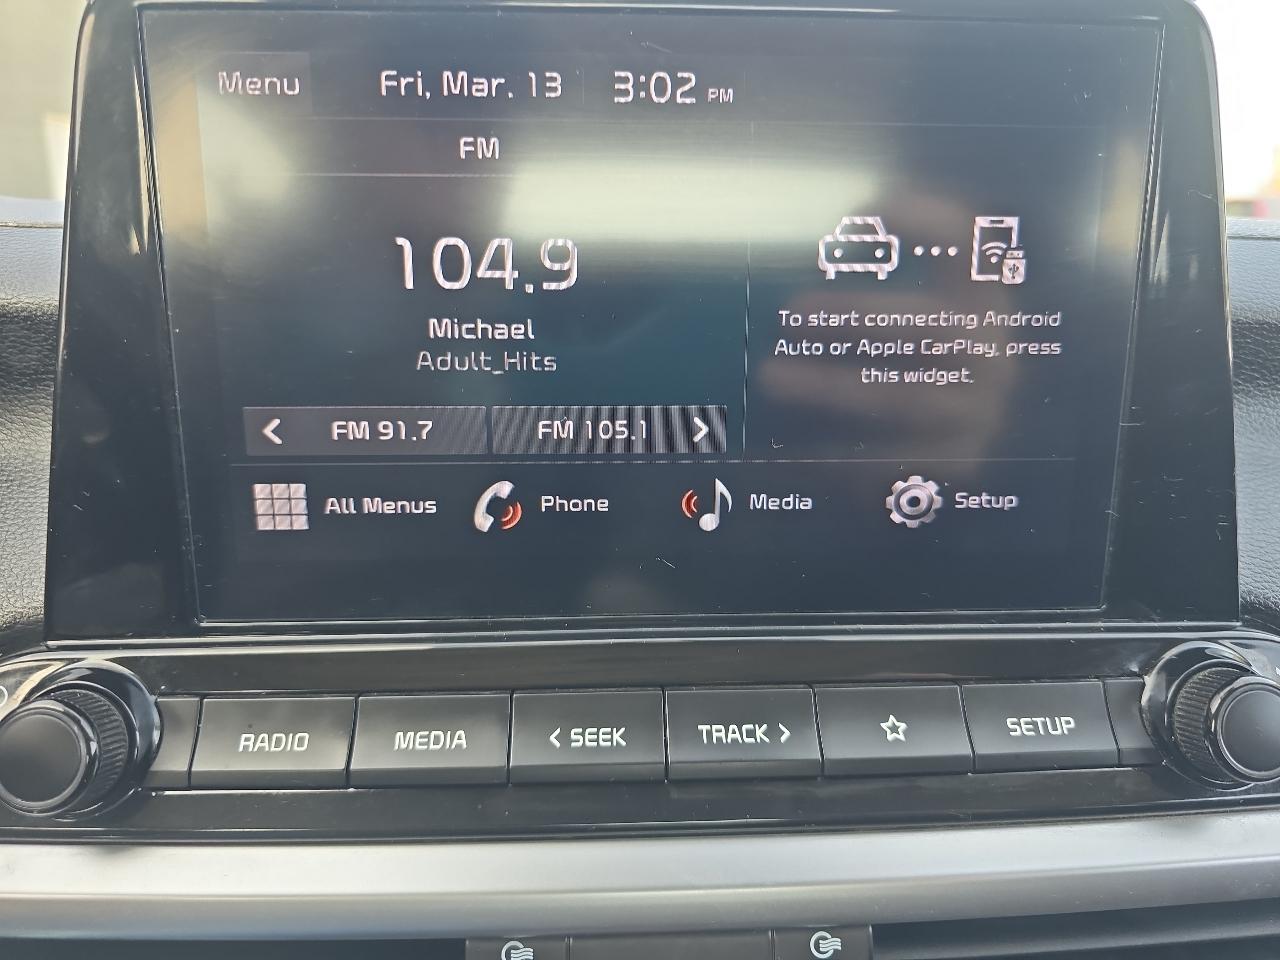 Menu
Fri, Mar. 13
3:02 PM
FM
104.9
Michael
Adult_Hits
To start connecting Android
Auto or Apple CarPlay, press
this widget.
< FM 91.7
FM 105.1 >
All Menus
Phone
Media
Setup
RADIO
MEDIA
< SEEK
TRACK >
SETUP